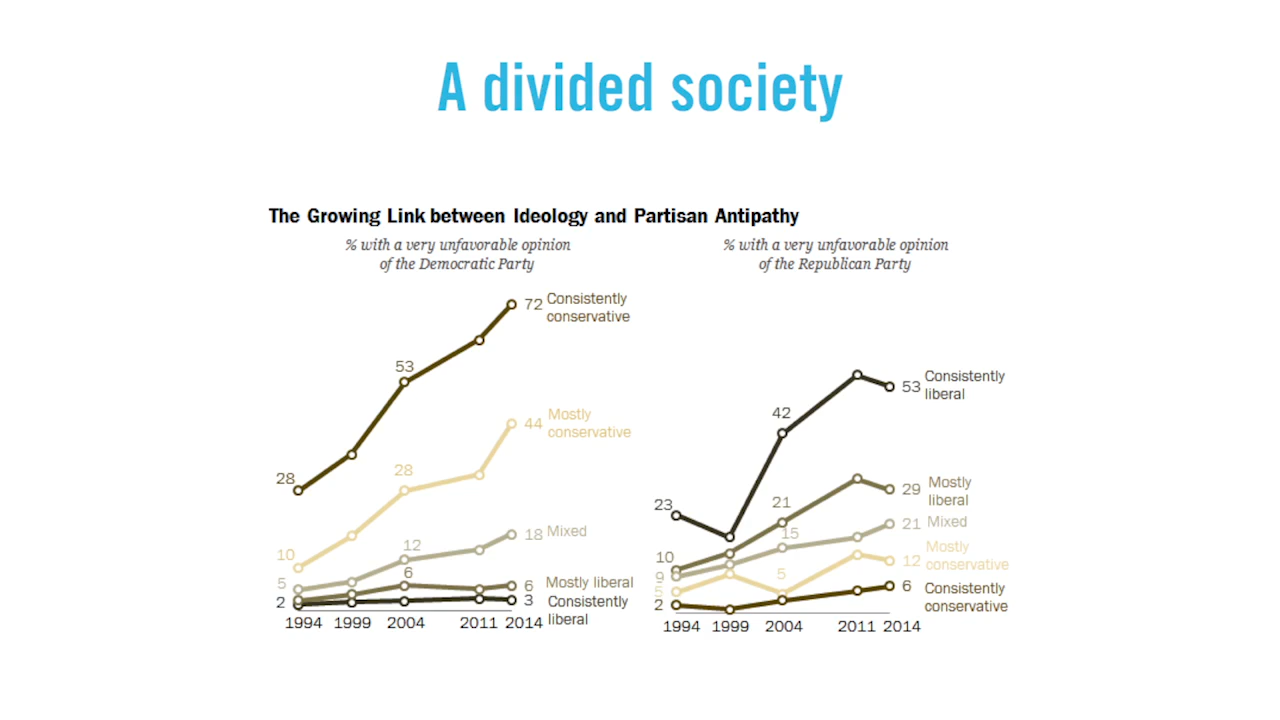 A divided society
The Growing Link between Ideology and Partisan Antipathy
% with a very unfavorable opinion
of the Democratic Party
72 Consistently
conservative
53
44 Mostly
conservative
28
28
18 Mixed
12
10
5
6
6 Mostly liberal
2
3 Consistently
liberal
1994 1999 2004 2011 2014
% with a very unfavorable opinion
of the Republican Party
53 Consistently
liberal
42
23
29 Mostly
liberal
21
21 Mixed
15
10
9
12 Mostly
conservative
5
5
6 Consistently
conservative
2
1994 1999 2004 2011 2014